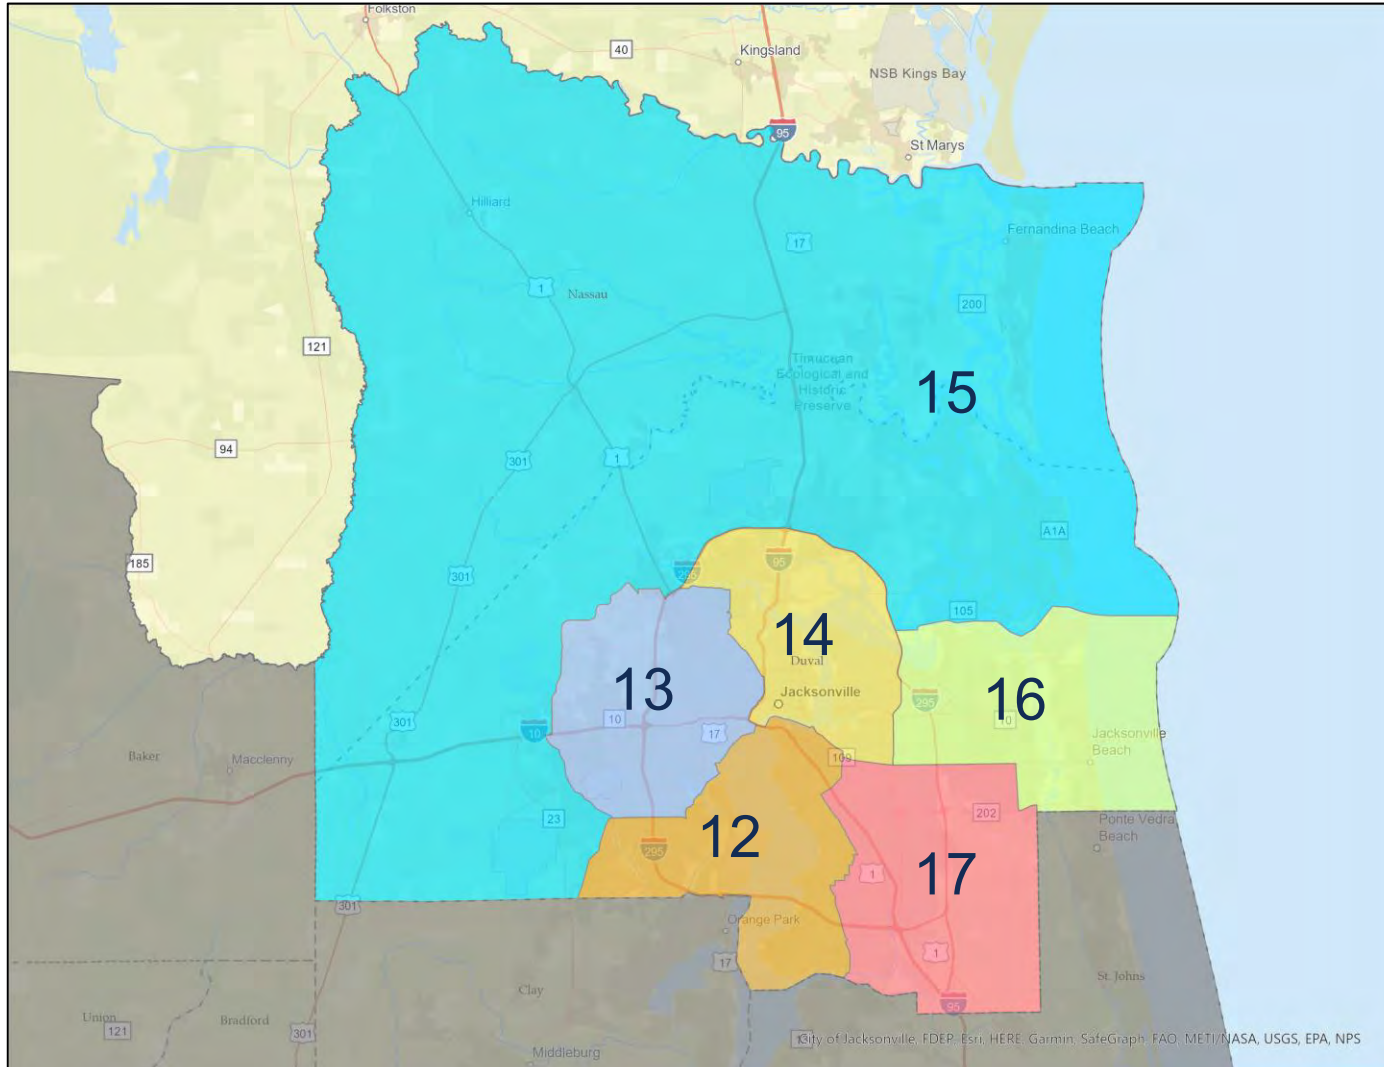 Folkston
40
Kingsland
NSB Kings Bay
95
St Marys
Hilliard
Fernandina Beach
17
1
Nassau
200
121
Timucuan
Ecological and
Historic
Preserve
15
94
301
1
A1A
185
95
295
301
105
14
Duval
13
16
Jacksonville
295
10
301
10
10
17
Jacksonville
Beach
Baker
Macclenny
109
202
23
12
Ponte Vedra
Beach
295
17
1
301
Orange Park
1
17
St. Johns
Clay
95
Union
121
Bradford
301
Middleburg
City of Jacksonville, FDEP, Esri, HERE, Garmin, SafeGraph, FAO, METI/NASA, USGS, EPA, NPS